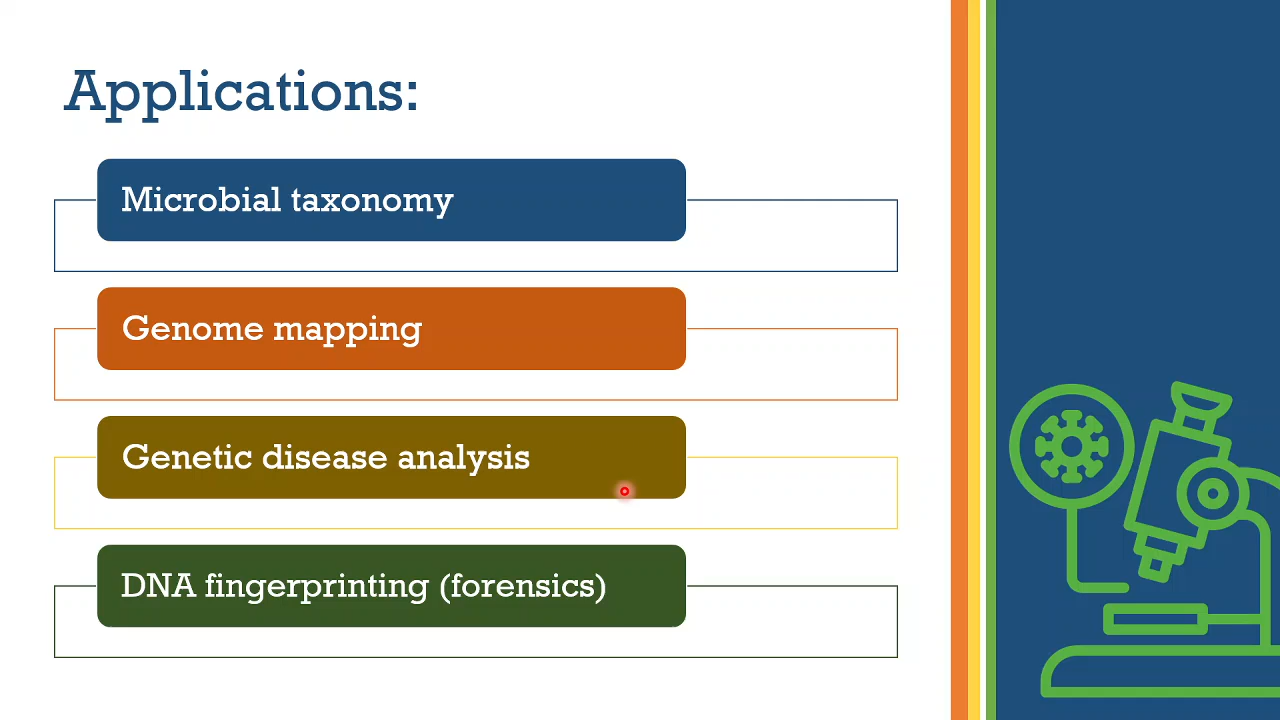 Applications:
Microbial taxonomy
Genome mapping
Genetic disease analysis
DNA fingerprinting (forensics)